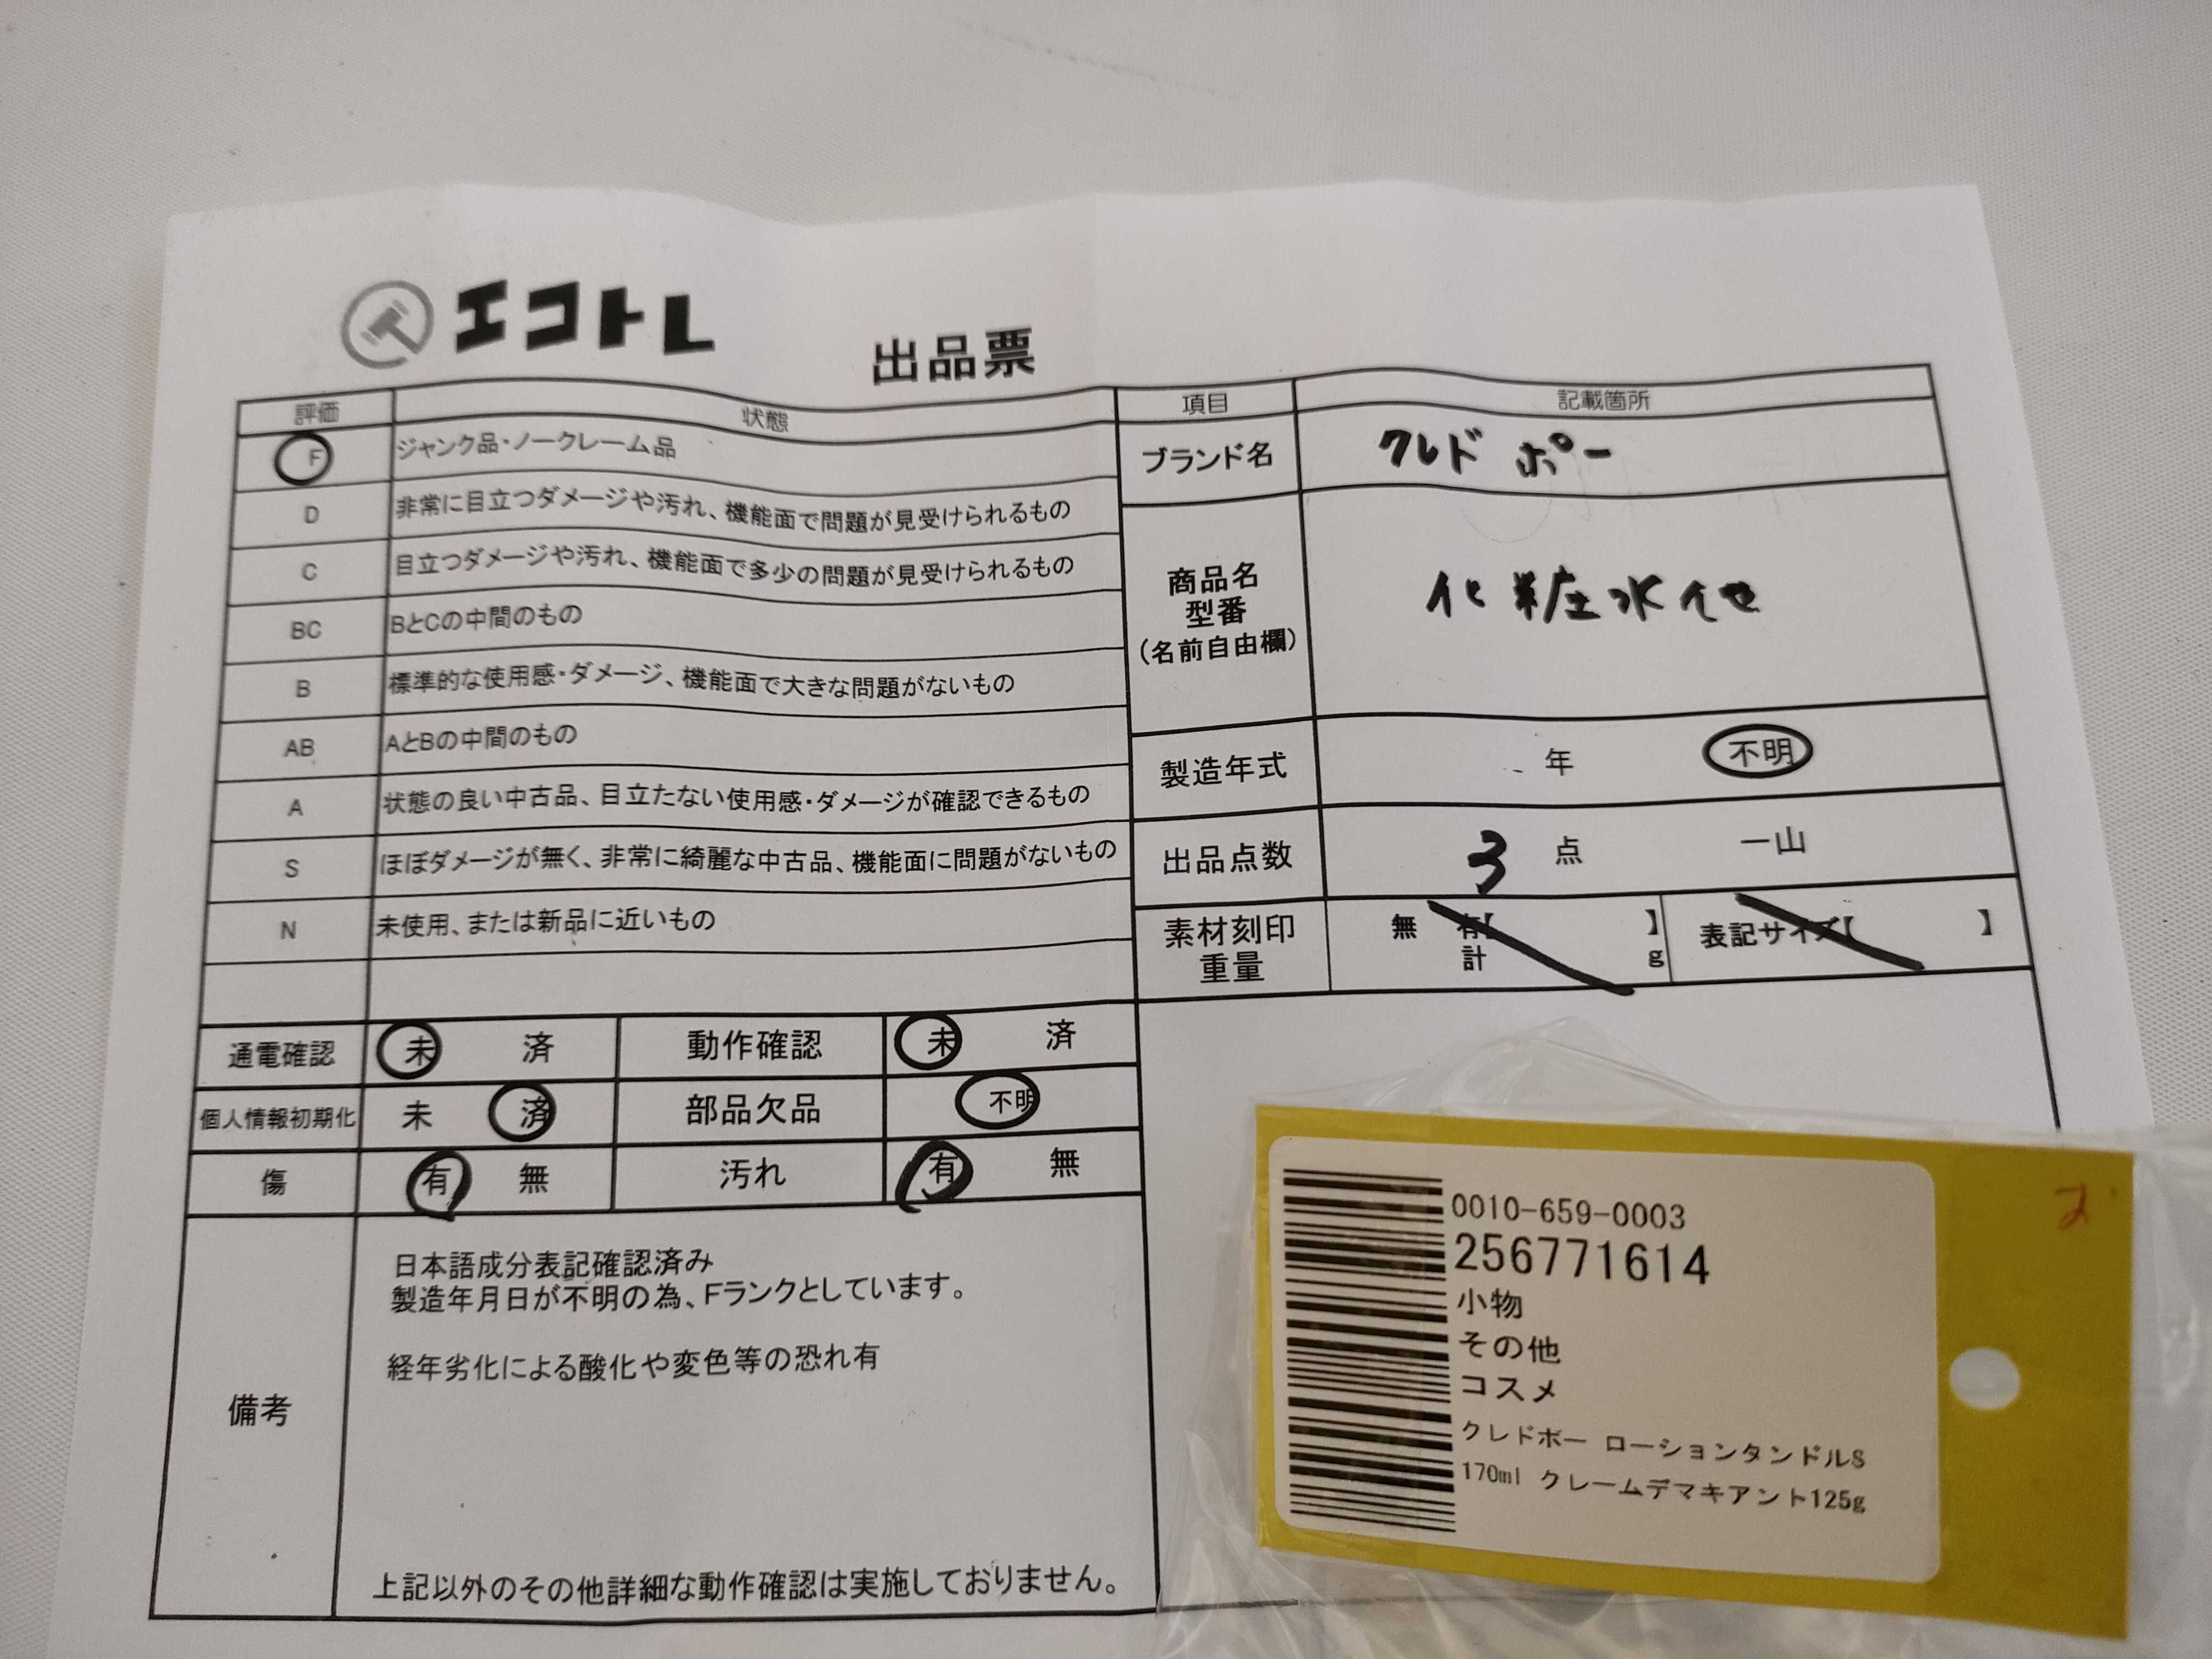 エコトレ
出品票
評価 状態
F ジャンク品・ノークレーム品
D 非常に目立つダメージや汚れ、機能面で問題が見受けられるもの
C 目立つダメージや汚れ、機能面で多少の問題が見受けられるもの
BC BとCの中間のもの
B 標準的な使用感・ダメージ、機能面で大きな問題がないもの
AB AとBの中間のもの
A 状態の良い中古品、目立たない使用感・ダメージが確認できるもの
S ほぼダメージが無く、非常に綺麗な中古品、機能面に問題がないもの
N 未使用、または新品に近いもの
項目 記載箇所
ブランド名 クレド ポー
商品名
型番
(名前自由欄)
化粧水他
製造年式 年 不明
出品点数 3 点 一山
素材刻印
重量
無 有【 】
計 g
表記サイズ【 】
通電確認 未 済 動作確認 未 済
個人情報初期化 未 済 部品欠品 不明
傷 有 無 汚れ 有 無
備考
日本語成分表記確認済み
製造年月日が不明の為、Fランクとしています。
経年劣化による酸化や変色等の恐れ有
上記以外のその他詳細な動作確認は実施しておりません。
0010-659-0003
256771614
小物
その他
コスメ
クレドボー ローションタンドルS
170ml クレームデマキアント125g